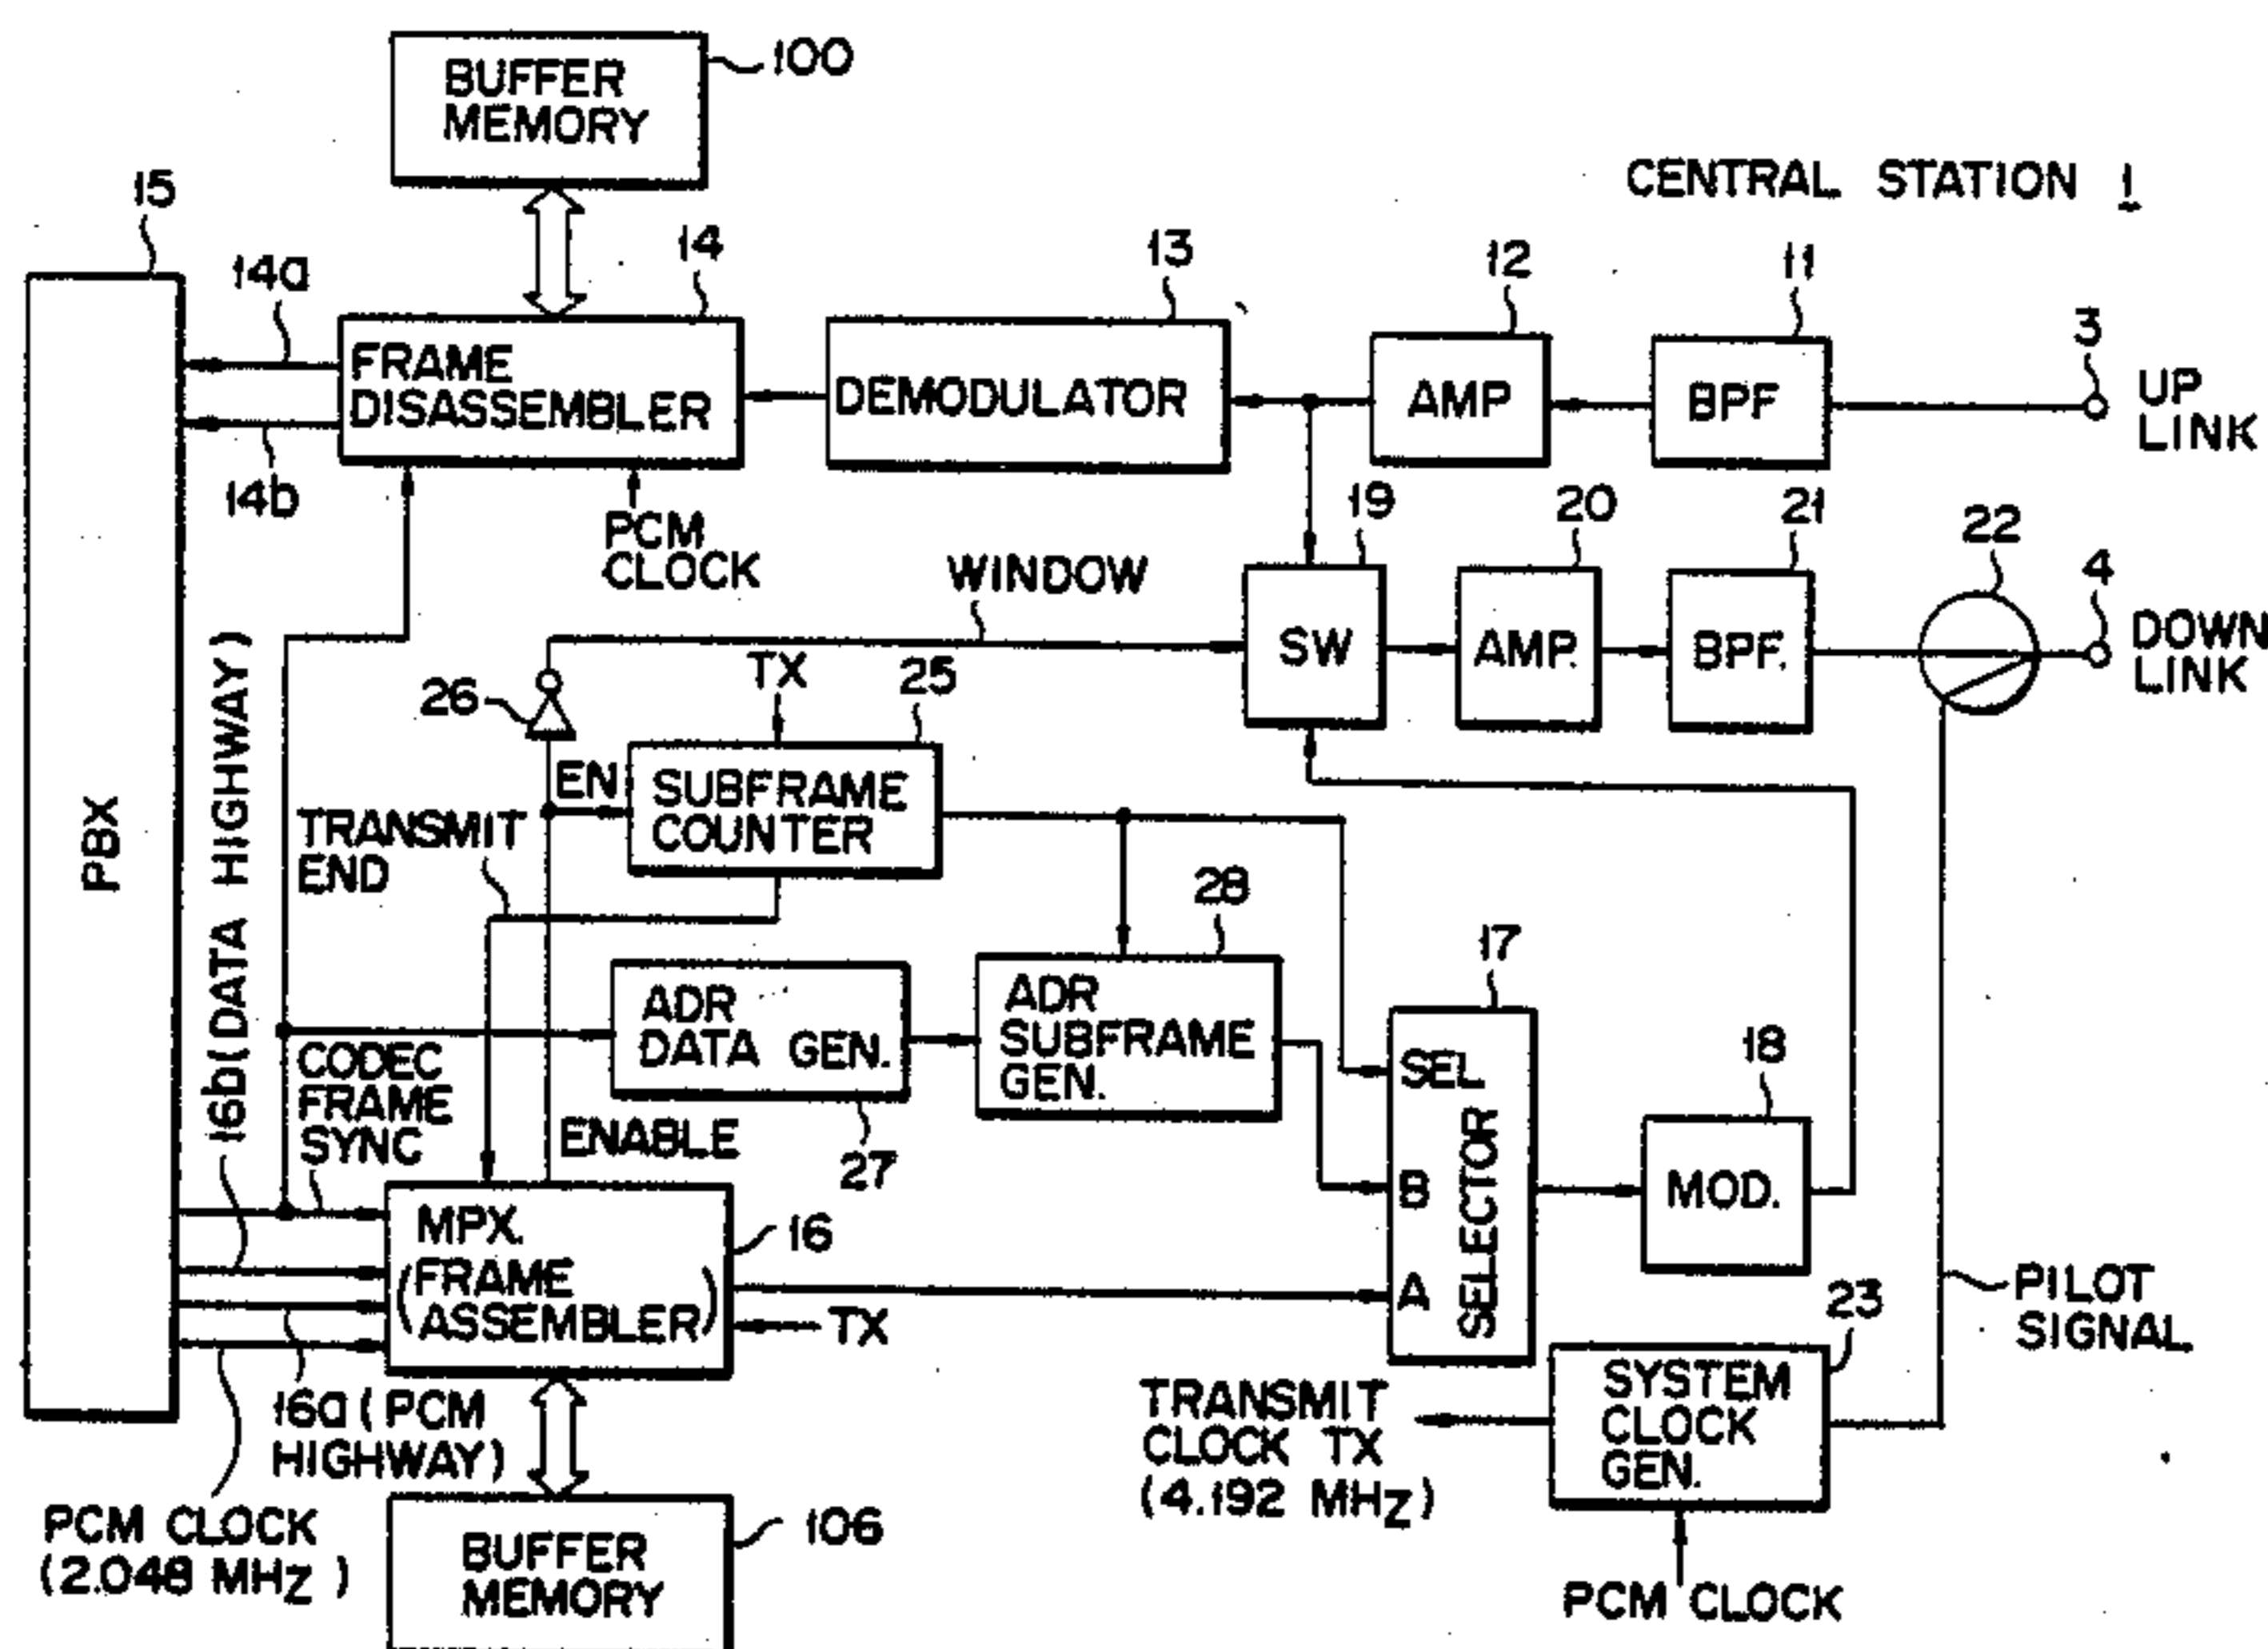 BUFFER
MEMORY
100
CENTRAL STATION 1
15
14a
14
13
12
11
3
UP
LINK
FRAME
DISASSEMBLER
DEMODULATOR
AMP
BPF
14b
PCM
CLOCK
WINDOW
19
20
21
22
4
DOWN
LINK
SW
AMP.
BPF.
26
TX
25
EN
SUBFRAME
COUNTER
TRANSMIT
END
PBX
16b(DATA HIGHWAY)
28
17
ADR
DATA GEN.
ADR
SUBFRAME
GEN.
CODEC
FRAME
SYNC
ENABLE
27
SEL
B
A
SELECTOR
18
MOD.
MPX.
(FRAME
ASSEMBLER)
16
TX
PILOT
SIGNAL
23
SYSTEM
CLOCK
GEN.
TRANSMIT
CLOCK TX
(4.192 MHz)
16a(PCM
HIGHWAY)
PCM CLOCK
(2.048 MHz)
BUFFER
MEMORY
106
PCM CLOCK